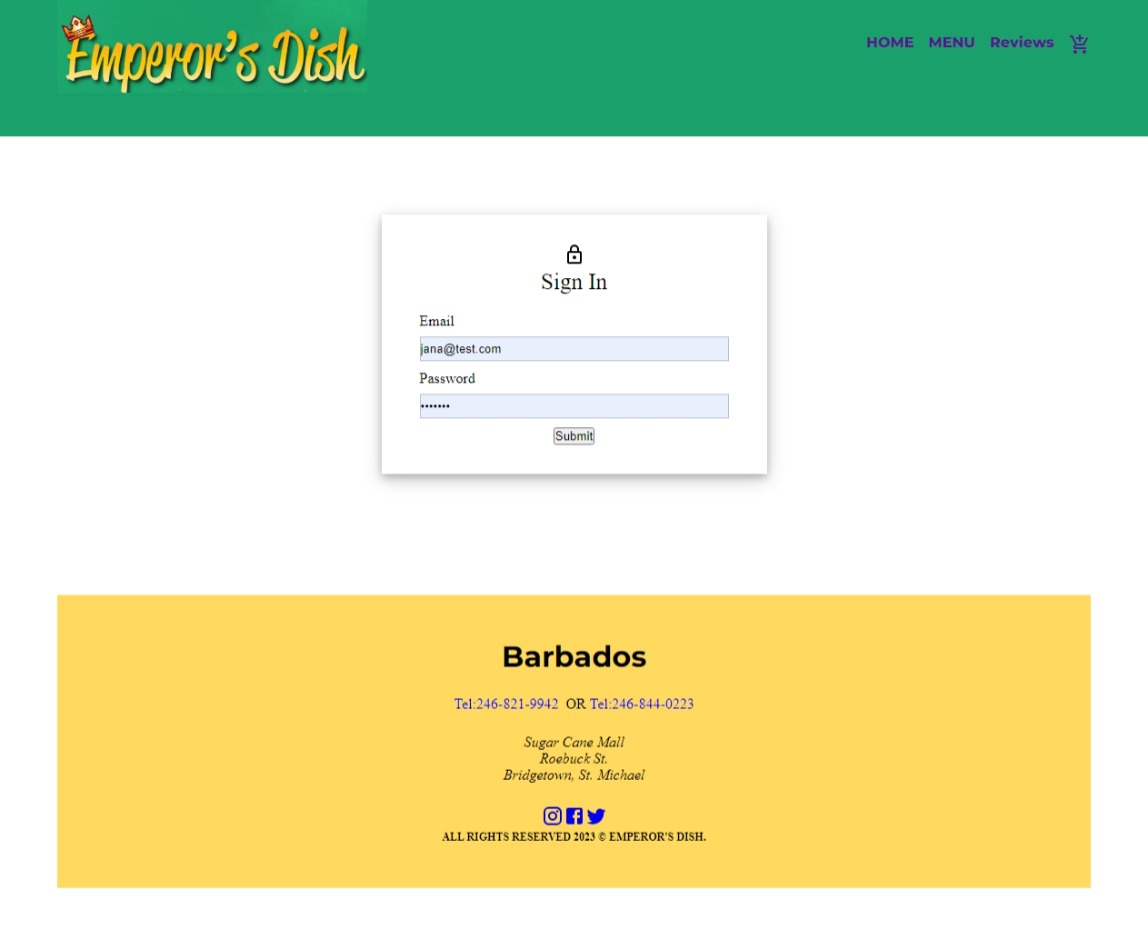 Emperor's Dish
HOME MENU Reviews
Sign In
Email
jana@test.com
Password
•••••••
Submit
Barbados
Tel:246-821-9942 OR Tel:246-844-0223
Sugar Cane Mall
Roebuck St.
Bridgetown, St. Michael
ALL RIGHTS RESERVED 2023 © EMPEROR'S DISH.